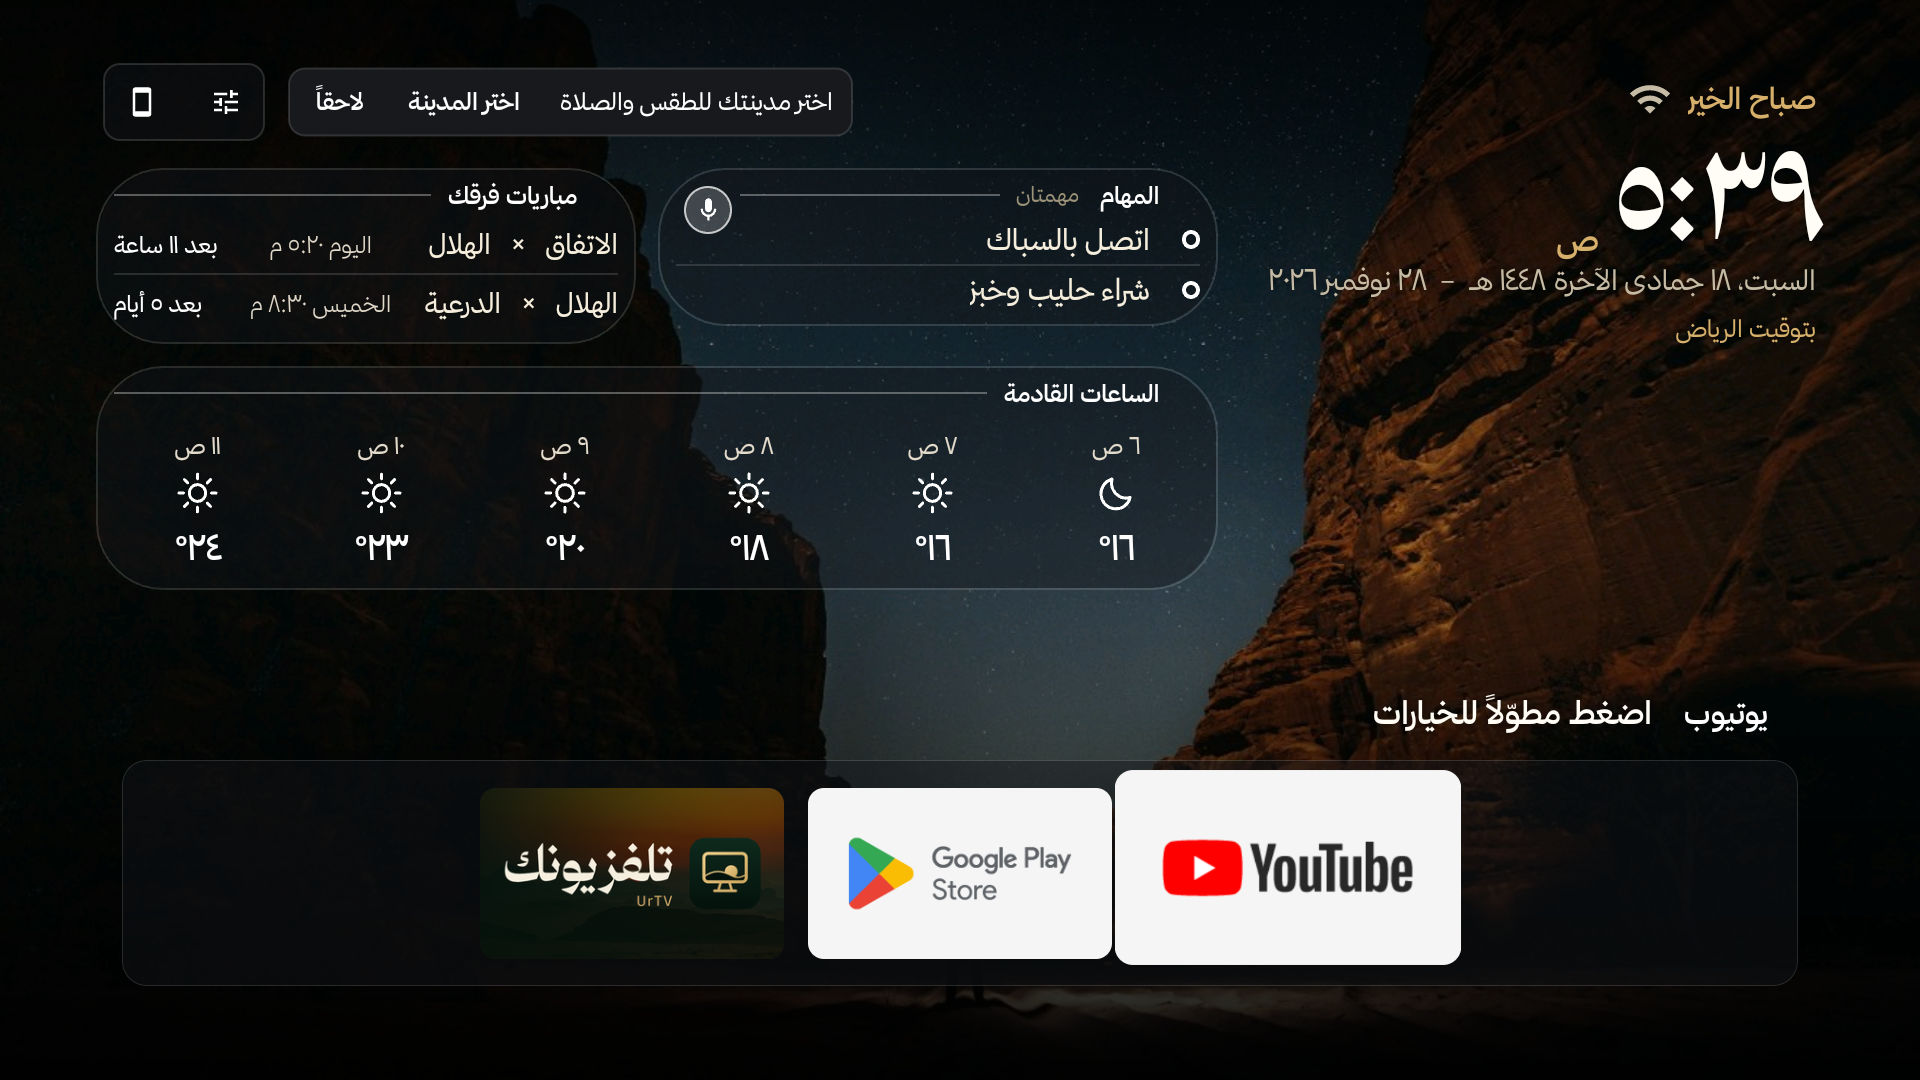 صباح الخير
٥:٣٩ ص
السبت، ١٨ جمادى الآخرة ١٤٤٨ هـ – ٢٨ نوفمبر ٢٠٢٦
بتوقيت الرياض
اختر مدينتك للطقس والصلاة اختر المدينة لاحقاً
المهام مهمتان
اتصل بالسباك
شراء حليب وخبز
مباريات فرقك
الاتفاق × الهلال اليوم ٥:٢٠ م بعد ١١ ساعة
الهلال × الدرعية الخميس ٨:٣٠ م بعد ٥ أيام
الساعات القادمة
٦ ص ٧ ص ٨ ص ٩ ص ١٠ ص ١١ ص
١٦° ١٦° ١٨° ٢٠° ٢٣° ٢٤°
يوتيوب اضغط مطوّلاً للخيارات
YouTube
Google Play
Store
تلفزيونك
UrTV